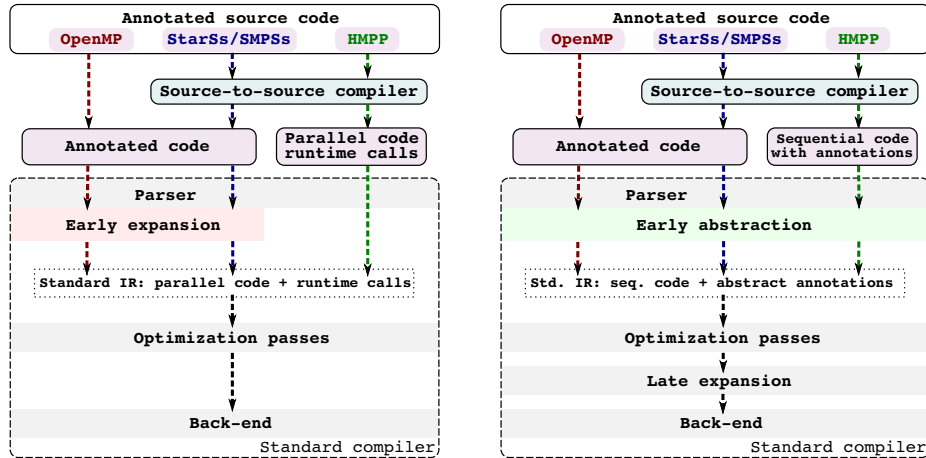 Annotated source code
OpenMP StarSs/SMPSs HMPP
Source-to-source compiler
Annotated code
Parallel code
runtime calls
Parser
Early expansion
Standard IR: parallel code + runtime calls
Optimization passes
Back-end
Standard compiler
Annotated source code
OpenMP StarSs/SMPSs HMPP
Source-to-source compiler
Annotated code
Sequential code
with annotations
Parser
Early abstraction
Std. IR: seq. code + abstract annotations
Optimization passes
Late expansion
Back-end
Standard compiler